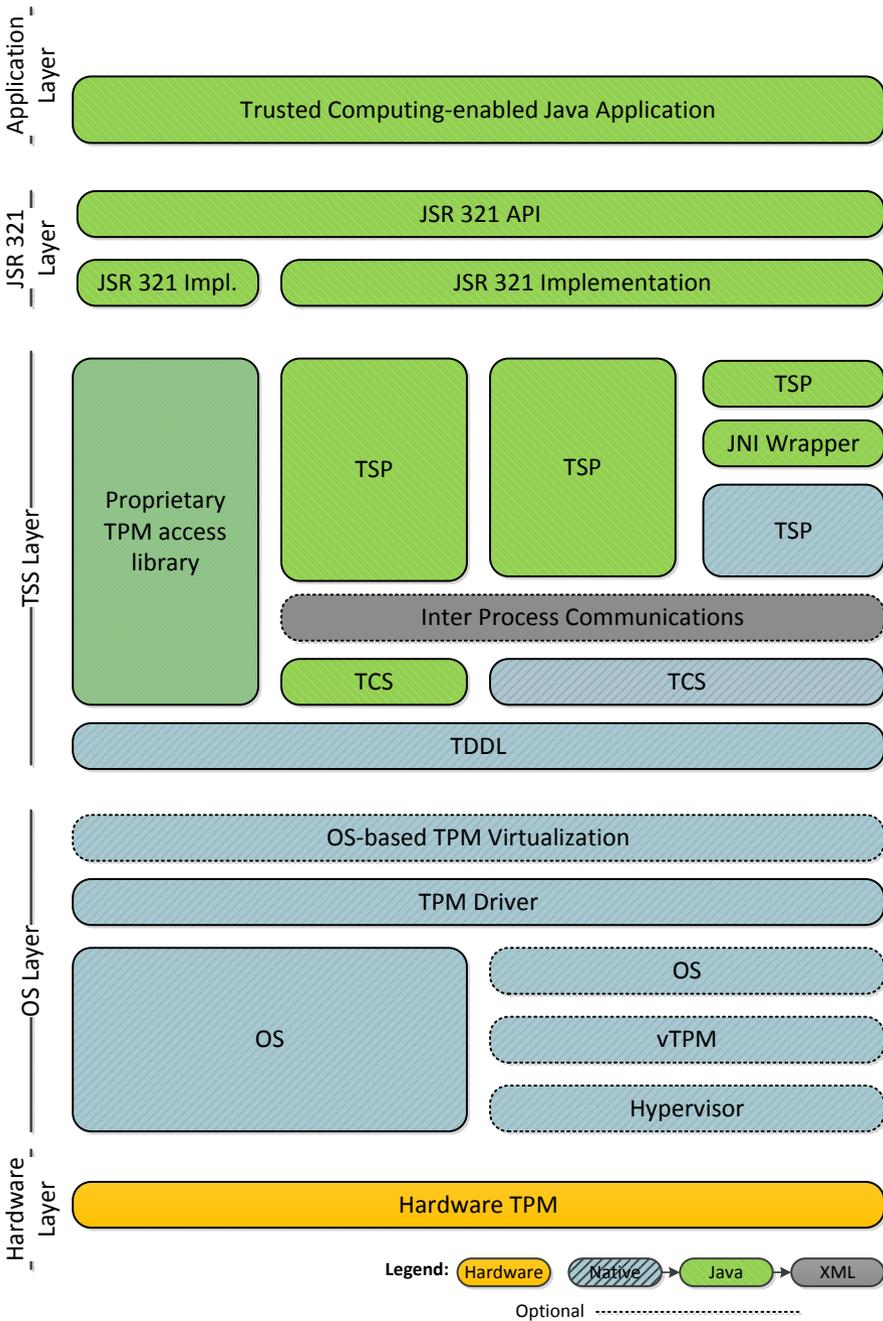 Application
Layer
Trusted Computing-enabled Java Application
JSR 321
Layer
JSR 321 API
JSR 321 Impl.
JSR 321 Implementation
TSS Layer
Proprietary
TPM access
library
TSP
TSP
TSP
JNI Wrapper
TSP
Inter Process Communications
TCS
TCS
TDDL
OS Layer
OS-based TPM Virtualization
TPM Driver
OS
OS
vTPM
Hypervisor
Hardware
Layer
Hardware TPM
Legend:
Hardware
Native
Java
XML
Optional